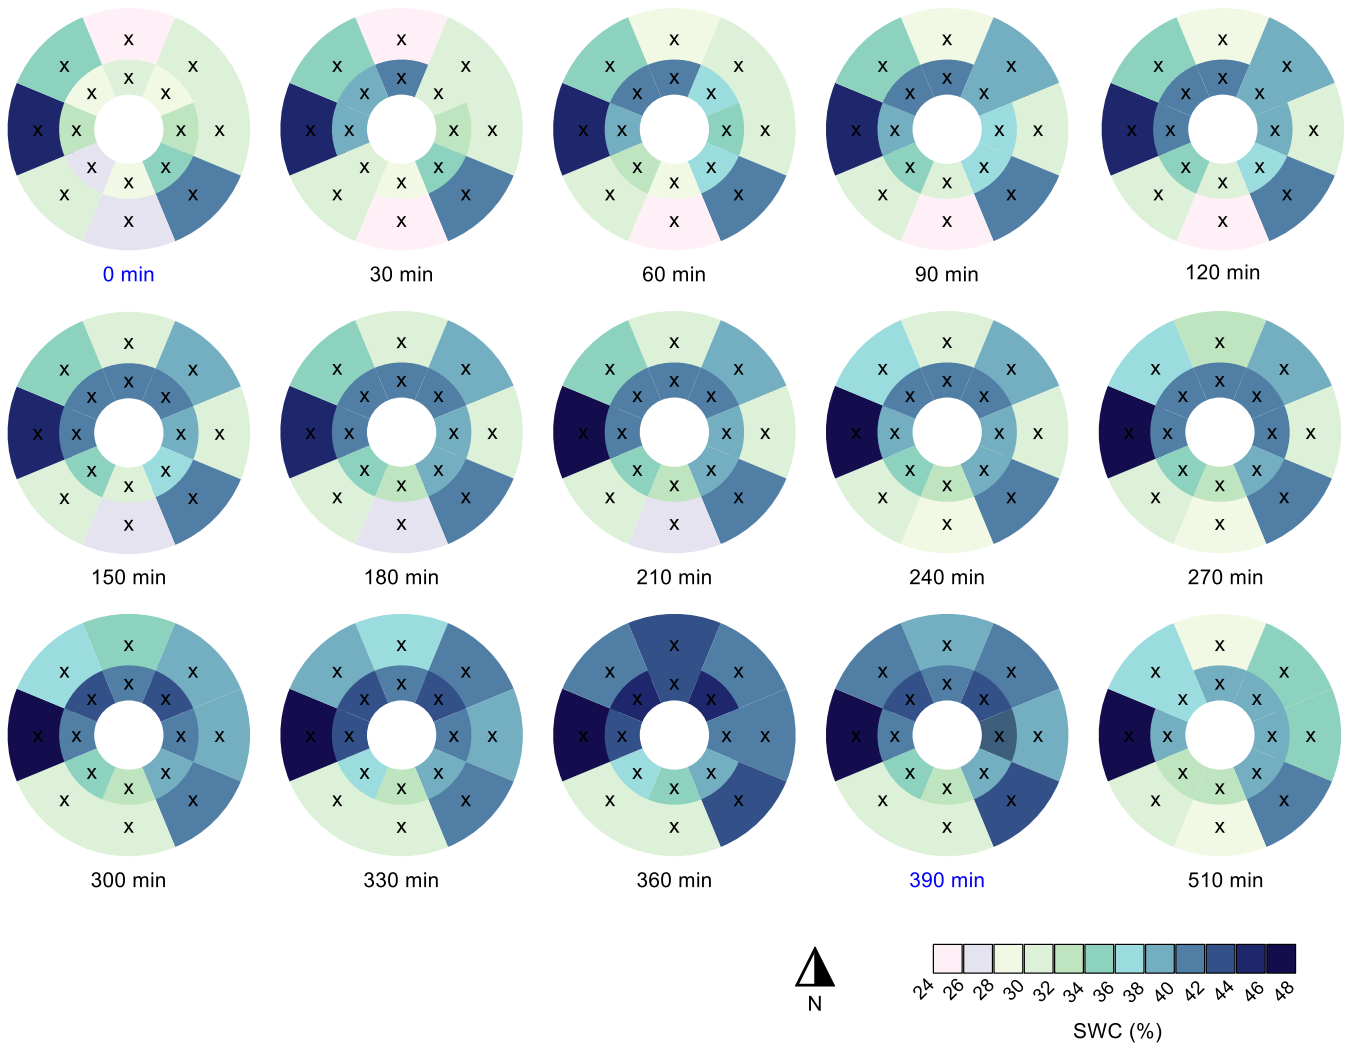 x x x x x x x x x x x x x x x x
0 min
x x x x x x x x x x x x x x x x
30 min
x x x x x x x x x x x x x x x x
60 min
x x x x x x x x x x x x x x x x
90 min
x x x x x x x x x x x x x x x x
120 min
x x x x x x x x x x x x x x x x
150 min
x x x x x x x x x x x x x x x x
180 min
x x x x x x x x x x x x x x x x
210 min
x x x x x x x x x x x x x x x x
240 min
x x x x x x x x x x x x x x x x
270 min
x x x x x x x x x x x x x x x x
300 min
x x x x x x x x x x x x x x x x
330 min
x x x x x x x x x x x x x x x x
360 min
x x x x x x x x x x x x x x x x
390 min
x x x x x x x x x x x x x x x x
510 min
N
24 26 28 30 32 34 36 38 40 42 44 46 48
SWC (%)